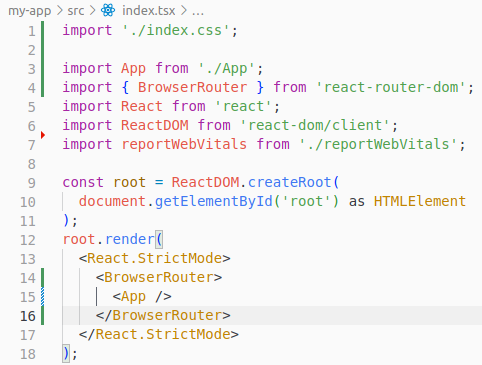 my-app > src > index.tsx > ...
1 import './index.css';
2
3 import App from './App';
4 import { BrowserRouter } from 'react-router-dom';
5 import React from 'react';
6 import ReactDOM from 'react-dom/client';
7 import reportWebVitals from './reportWebVitals';
8
9 const root = ReactDOM.createRoot(
10   document.getElementById('root') as HTMLElement
11 );
12 root.render(
13   <React.StrictMode>
14     <BrowserRouter>
15       <App />
16     </BrowserRouter>
17   </React.StrictMode>
18 );